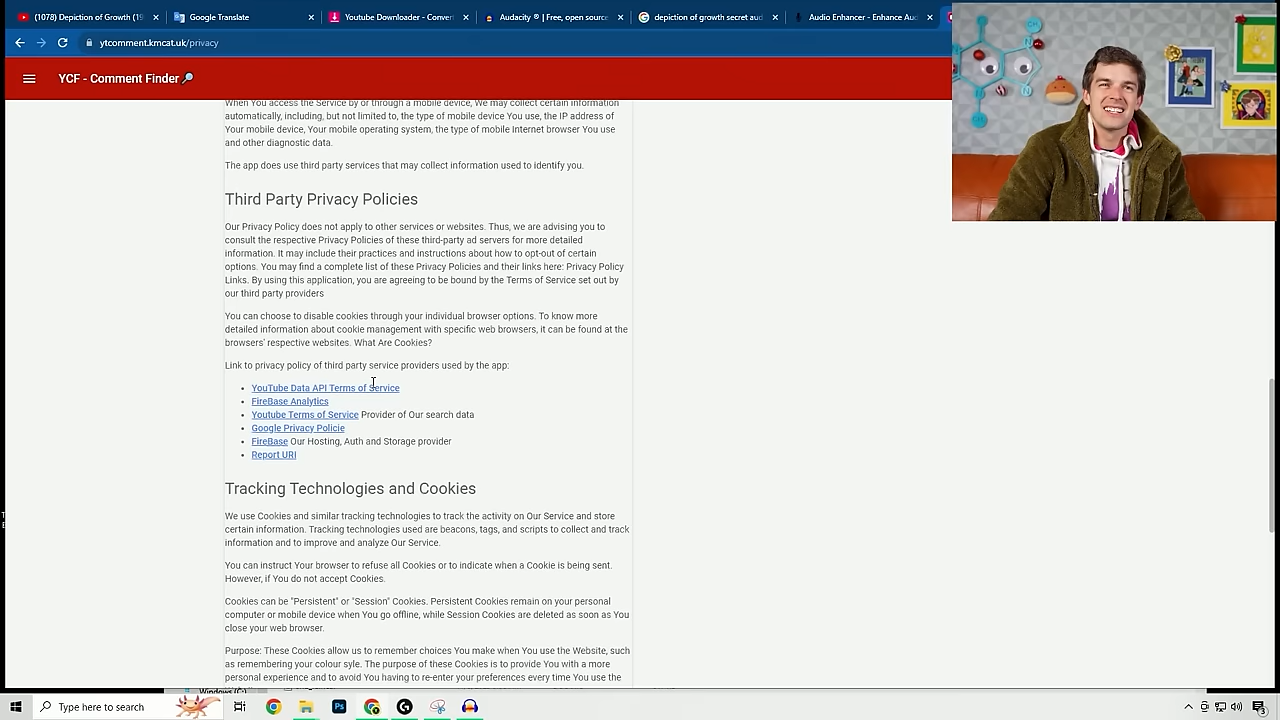 (1078) Depiction of Growth (19
Google Translate
Youtube Downloader - Convert
Audacity ® | Free, open source
depiction of growth secret aud
Audio Enhancer - Enhance Aud
ytcomment.kmcat.uk/privacy
YCF - Comment Finder🔎
When You access the Service by or through a mobile device, We may collect certain information
automatically, including, but not limited to, the type of mobile device You use, the IP address of
Your mobile device, Your mobile operating system, the type of mobile Internet browser You use
and other diagnostic data.
The app does use third party services that may collect information used to identify you.
Third Party Privacy Policies
Our Privacy Policy does not apply to other services or websites. Thus, we are advising you to
consult the respective Privacy Policies of these third-party ad servers for more detailed
information. It may include their practices and instructions about how to opt-out of certain
options. You may find a complete list of these Privacy Policies and their links here: Privacy Policy
Links. By using this application, you are agreeing to be bound by the Terms of Service set out by
our third party providers
You can choose to disable cookies through your individual browser options. To know more
detailed information about cookie management with specific web browsers, it can be found at the
browsers' respective websites. What Are Cookies?
Link to privacy policy of third party service providers used by the app:
• YouTube Data API Terms of Service
• FireBase Analytics
• Youtube Terms of Service Provider of Our search data
• Google Privacy Policie
• FireBase Our Hosting, Auth and Storage provider
• Report URI
Tracking Technologies and Cookies
We use Cookies and similar tracking technologies to track the activity on Our Service and store
certain information. Tracking technologies used are beacons, tags, and scripts to collect and track
information and to improve and analyze Our Service.
You can instruct Your browser to refuse all Cookies or to indicate when a Cookie is being sent.
However, if You do not accept Cookies.
Cookies can be "Persistent" or "Session" Cookies. Persistent Cookies remain on your personal
computer or mobile device when You go offline, while Session Cookies are deleted as soon as You
close your web browser.
Purpose: These Cookies allow us to remember choices You make when You use the Website, such
as remembering your colour syle. The purpose of these Cookies is to provide You with a more
personal experience and to avoid You having to re-enter your preferences every time You use the
Windows (C:)
Type here to search